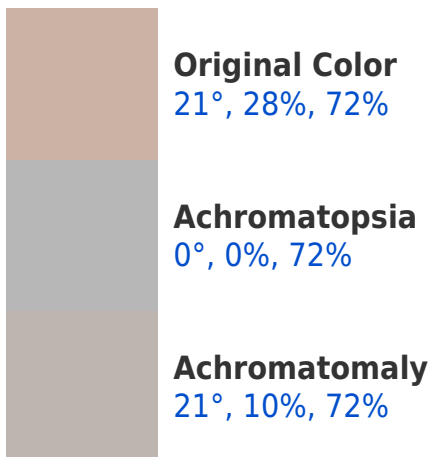 Original Color
21°, 28%, 72%
Achromatopsia
0°, 0%, 72%
Achromatomaly
21°, 10%, 72%